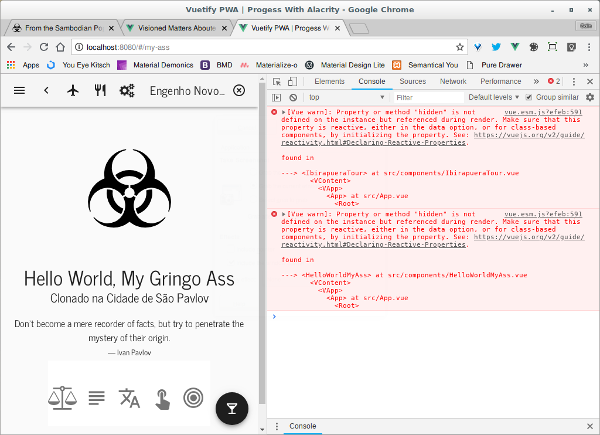 Vuetify PWA | Progess With Alacrity - Google Chrome
From the Sambodian Po
Visioned Matters Aboute
Vuetify PWA | Progess W
localhost:8080/#/my-ass
Apps
You Eye Kitsch
Material Demonics
BMD
Materialize-o
Material Design Lite
Semantical You
Pure Drawer
»
Engenho Novo...
Elements
Console
Sources
Network
Performance
»
2
top
Filter
Default levels
Group similar
[Vue warn]: Property or method "hidden" is not
vue.esm.js?efeb:591
defined on the instance but referenced during render. Make sure that this
property is reactive, either in the data option, or for class-based
components, by initializing the property. See: https://vuejs.org/v2/guide/
reactivity.html#Declaring-Reactive-Properties.
found in
---> <IbirapueraTour> at src/components/IbirapueraTour.vue
<VContent>
<VApp>
<App> at src/App.vue
<Root>
[Vue warn]: Property or method "hidden" is not
vue.esm.js?efeb:591
defined on the instance but referenced during render. Make sure that this
property is reactive, either in the data option, or for class-based
components, by initializing the property. See: https://vuejs.org/v2/guide/
reactivity.html#Declaring-Reactive-Properties.
found in
---> <HelloWorldMyAss> at src/components/HelloWorldMyAss.vue
<VContent>
<VApp>
<App> at src/App.vue
<Root>
Hello World, My Gringo Ass
Clonado na Cidade de São Pavlov
Don't become a mere recorder of facts, but try to penetrate the
mystery of their origin.
— Ivan Pavlov
Console